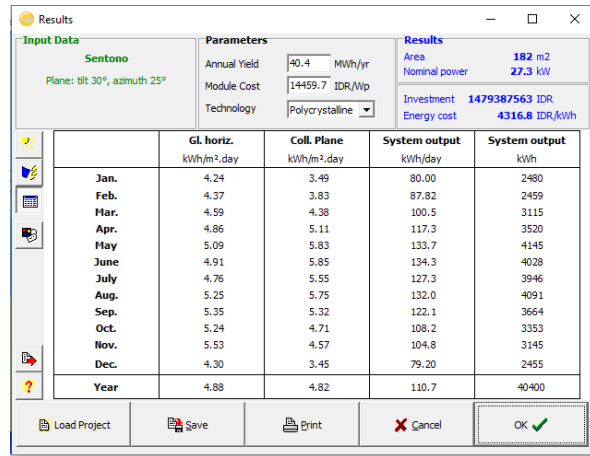 Results
Input Data
Sentono
Plane: tilt 30°, azimuth 25°
Parameters
Annual Yield 40.4 MWh/yr
Module Cost 14459.7 IDR/Wp
Technology Polycrystalline
Results
Area 182 m2
Nominal power 27.3 kW
Investment 1479387563 IDR
Energy cost 4316.8 IDR/kWh
Gl. horiz. Coll. Plane System output System output
kWh/m².day kWh/m².day kWh/day kWh
Jan. 4.24 3.49 80.00 2480
Feb. 4.37 3.83 87.82 2459
Mar. 4.59 4.38 100.5 3115
Apr. 4.86 5.11 117.3 3520
May 5.09 5.83 133.7 4145
June 4.91 5.85 134.3 4028
July 4.76 5.55 127.3 3946
Aug. 5.25 5.75 132.0 4091
Sep. 5.35 5.32 122.1 3664
Oct. 5.24 4.71 108.2 3353
Nov. 5.53 4.57 104.8 3145
Dec. 4.30 3.45 79.20 2455
Year 4.88 4.82 110.7 40400
Load Project Save Print Cancel OK